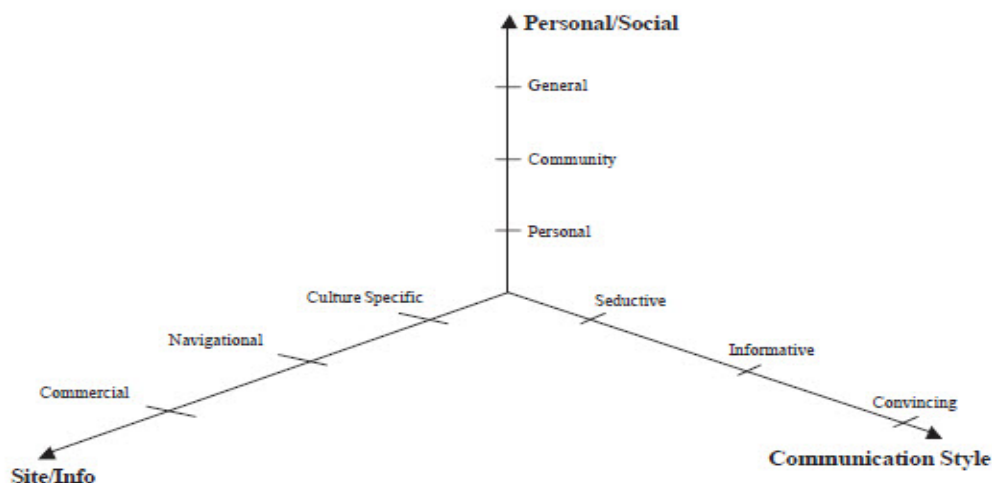 Personal/Social
General
Community
Personal
Culture Specific
Seductive
Navigational
Informative
Commercial
Convincing
Communication Style
Site/Info